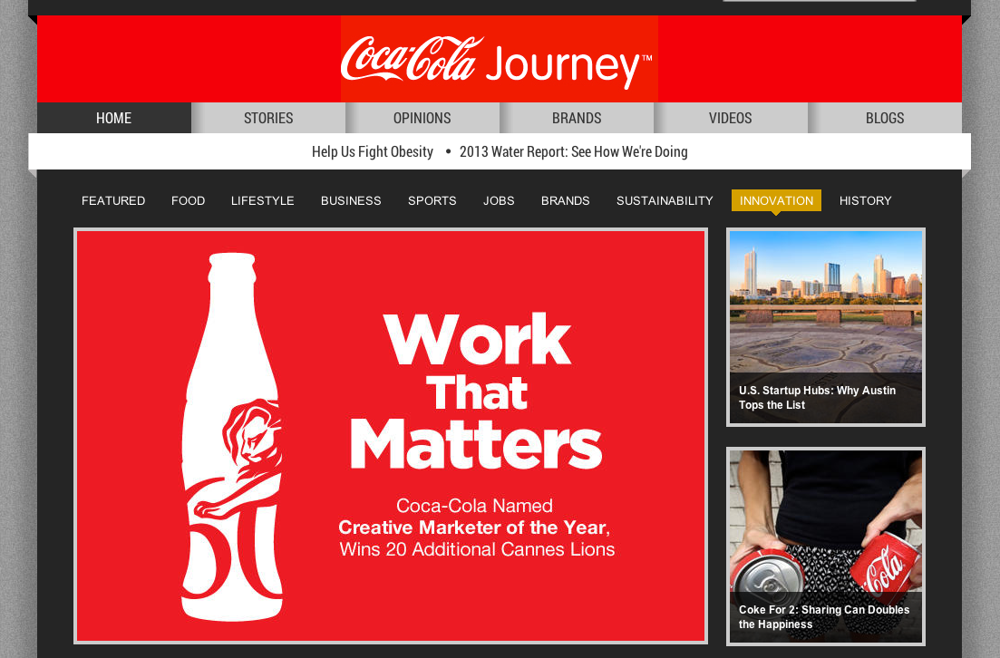 Coca-Cola Journey™
HOME STORIES OPINIONS BRANDS VIDEOS BLOGS
Help Us Fight Obesity • 2013 Water Report: See How We're Doing
FEATURED FOOD LIFESTYLE BUSINESS SPORTS JOBS BRANDS SUSTAINABILITY INNOVATION HISTORY
Work
That
Matters
Coca-Cola Named
Creative Marketer of the Year,
Wins 20 Additional Cannes Lions
U.S. Startup Hubs: Why Austin
Tops the List
Cola
Coke For 2: Sharing Can Doubles
the Happiness